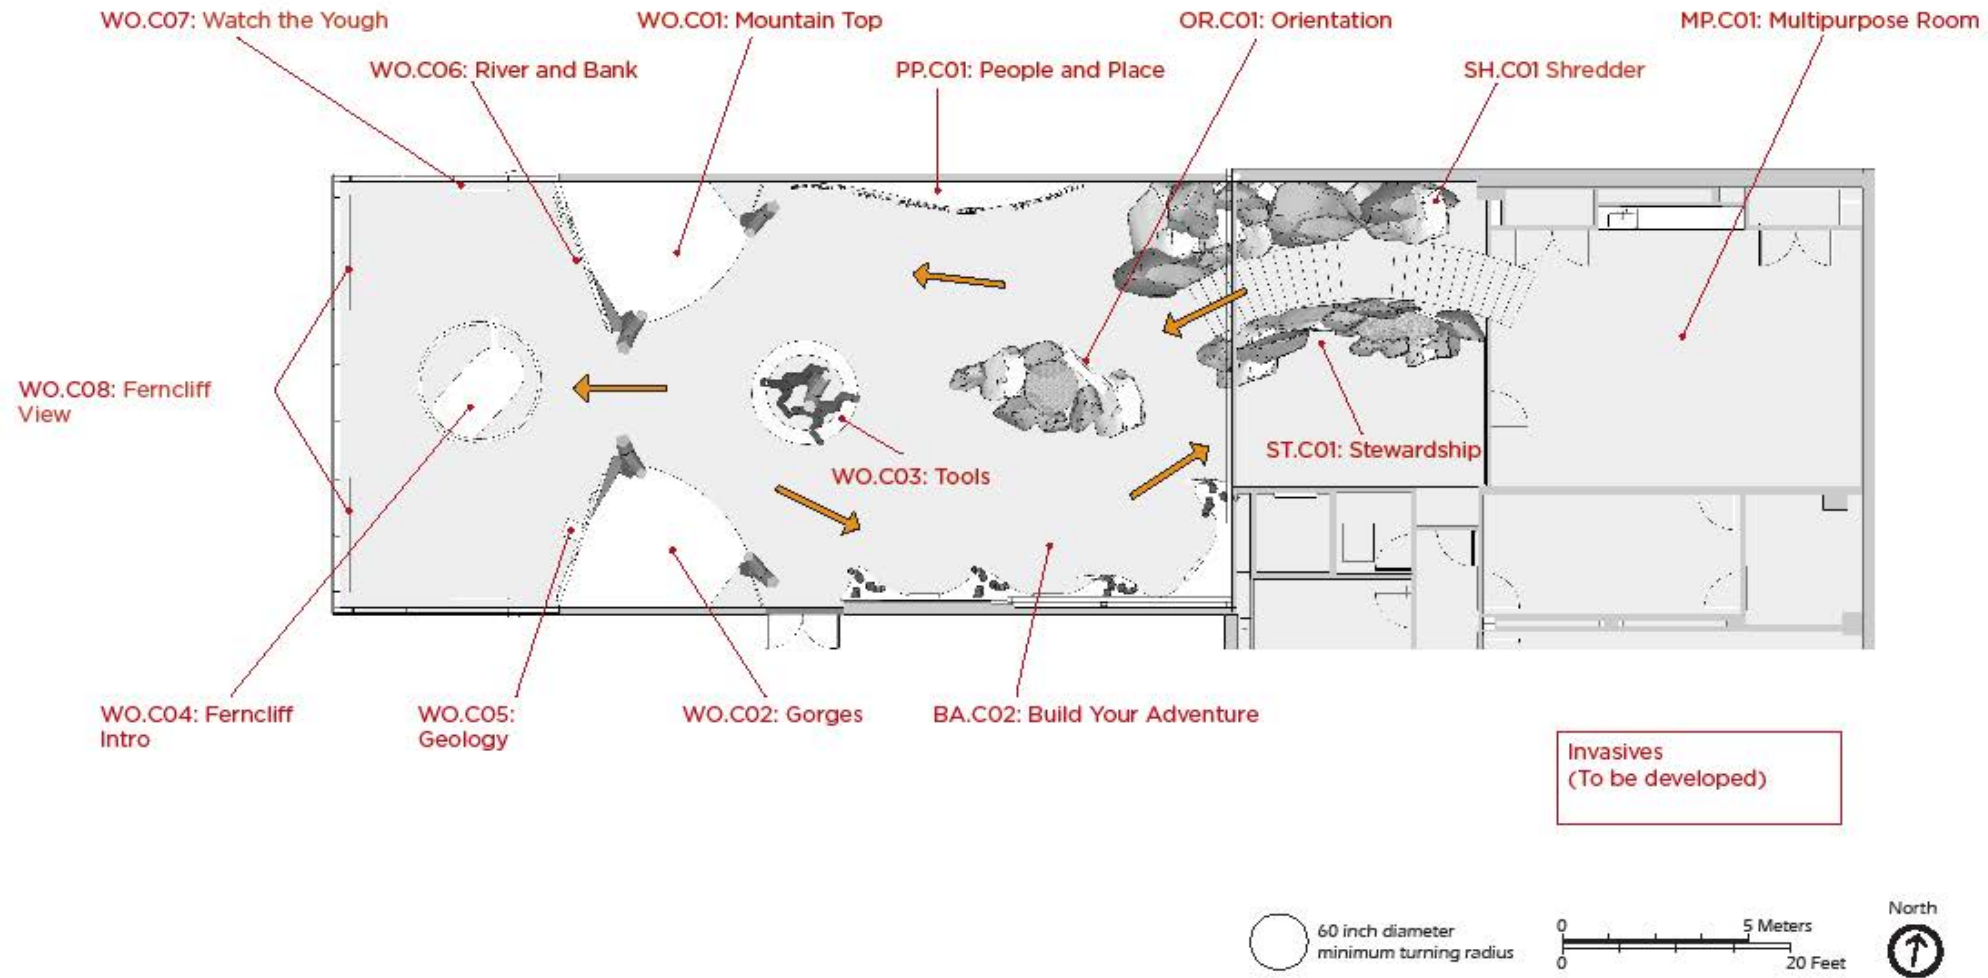 WO.C07: Watch the Yough
WO.C01: Mountain Top
OR.C01: Orientation
MP.C01: Multipurpose Room
WO.C06: River and Bank
PP.C01: People and Place
SH.C01 Shredder
WO.C08: Ferncliff
View
WO.C03: Tools
ST.C01: Stewardship
WO.C04: Ferncliff
Intro
WO.C05:
Geology
WO.C02: Gorges
BA.C02: Build Your Adventure
Invasives
(To be developed)
60 inch diameter
minimum turning radius
0 5 Meters
0 20 Feet
North